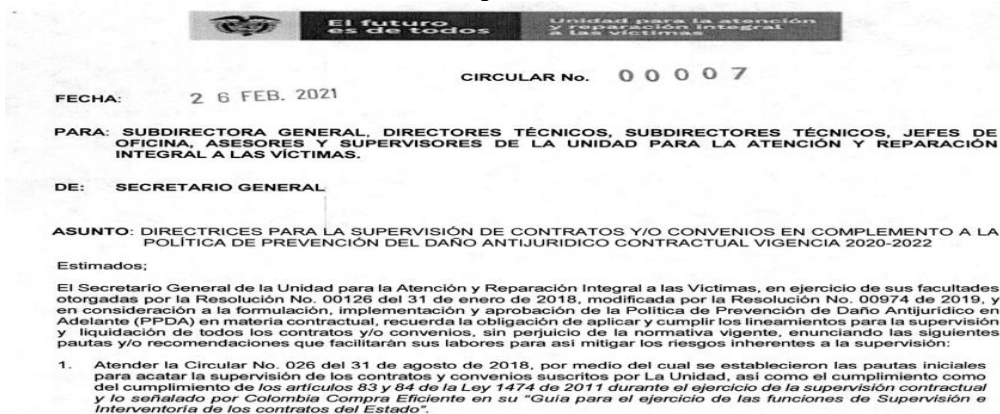 El futuro
es de todos
Unidad para la atención
y reparación integral
a las víctimas
CIRCULAR No. 00007
FECHA: 26 FEB. 2021
PARA: SUBDIRECTORA GENERAL, DIRECTORES TÉCNICOS, SUBDIRECTORES TÉCNICOS, JEFES DE
OFICINA, ASESORES Y SUPERVISORES DE LA UNIDAD PARA LA ATENCIÓN Y REPARACIÓN
INTEGRAL A LAS VÍCTIMAS.
DE: SECRETARIO GENERAL
ASUNTO: DIRECTRICES PARA LA SUPERVISIÓN DE CONTRATOS Y/O CONVENIOS EN COMPLEMENTO A LA
POLÍTICA DE PREVENCIÓN DEL DAÑO ANTIJURIDICO CONTRACTUAL VIGENCIA 2020-2022
Estimados;
El Secretario General de la Unidad para la Atención y Reparación Integral a las Víctimas, en ejercicio de sus facultades
otorgadas por la Resolución No. 00126 del 31 de enero de 2018, modificada por la Resolución No. 00974 de 2019, y
en consideración a la formulación, implementación y aprobación de la Política de Prevención de Daño Antijurídico en
Adelante (PPDA) en materia contractual, recuerda la obligación de aplicar y cumplir los lineamientos para la supervisión
y liquidación de todos los contratos y/o convenios, sin perjuicio de la normativa vigente, enunciando las siguientes
pautas y/o recomendaciones que facilitarán sus labores para así mitigar los riesgos inherentes a la supervisión:
1. Atender la Circular No. 026 del 31 de agosto de 2018, por medio del cual se establecieron las pautas iniciales
para acatar la supervisión de los contratos y convenios suscritos por La Unidad, así como el cumplimiento como
del cumplimiento de los artículos 83 y 84 de la Ley 1474 de 2011 durante el ejercicio de la supervisión contractual
y lo señalado por Colombia Compra Eficiente en su “Guía para el ejercicio de las funciones de Supervisión e
Interventoría de los contratos del Estado”.